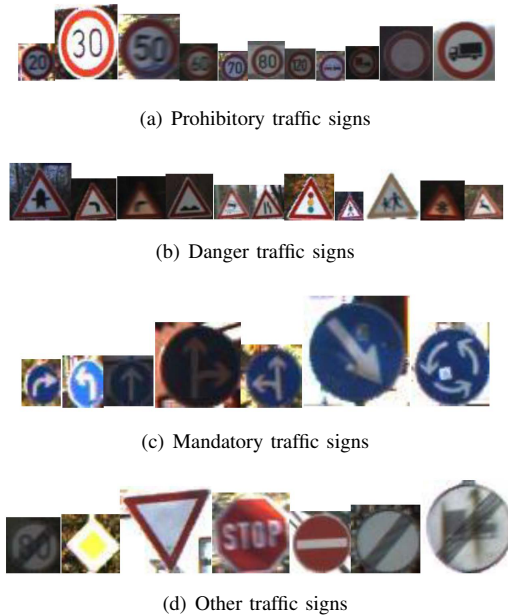 20 30 50 60 70 80 120
(a) Prohibitory traffic signs
(b) Danger traffic signs
(c) Mandatory traffic signs
80 STOP
(d) Other traffic signs